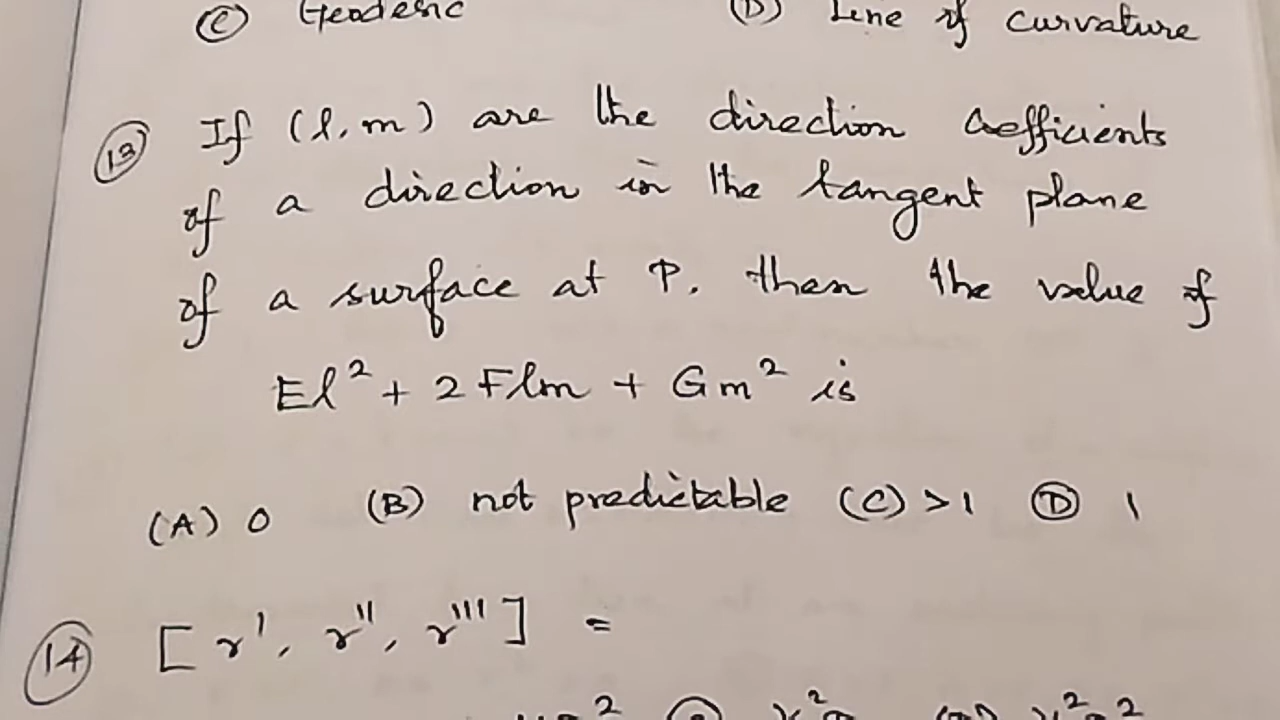 (C) Geodesic (D) Line of curvature
(13) If (l, m) are the direction coefficients
of a direction in the tangent plane
of a surface at P. then the value of
El² + 2Flm + Gm² is
(A) 0 (B) not predictable (C) >1 (D) 1
(14) [r', r'', r'''] =